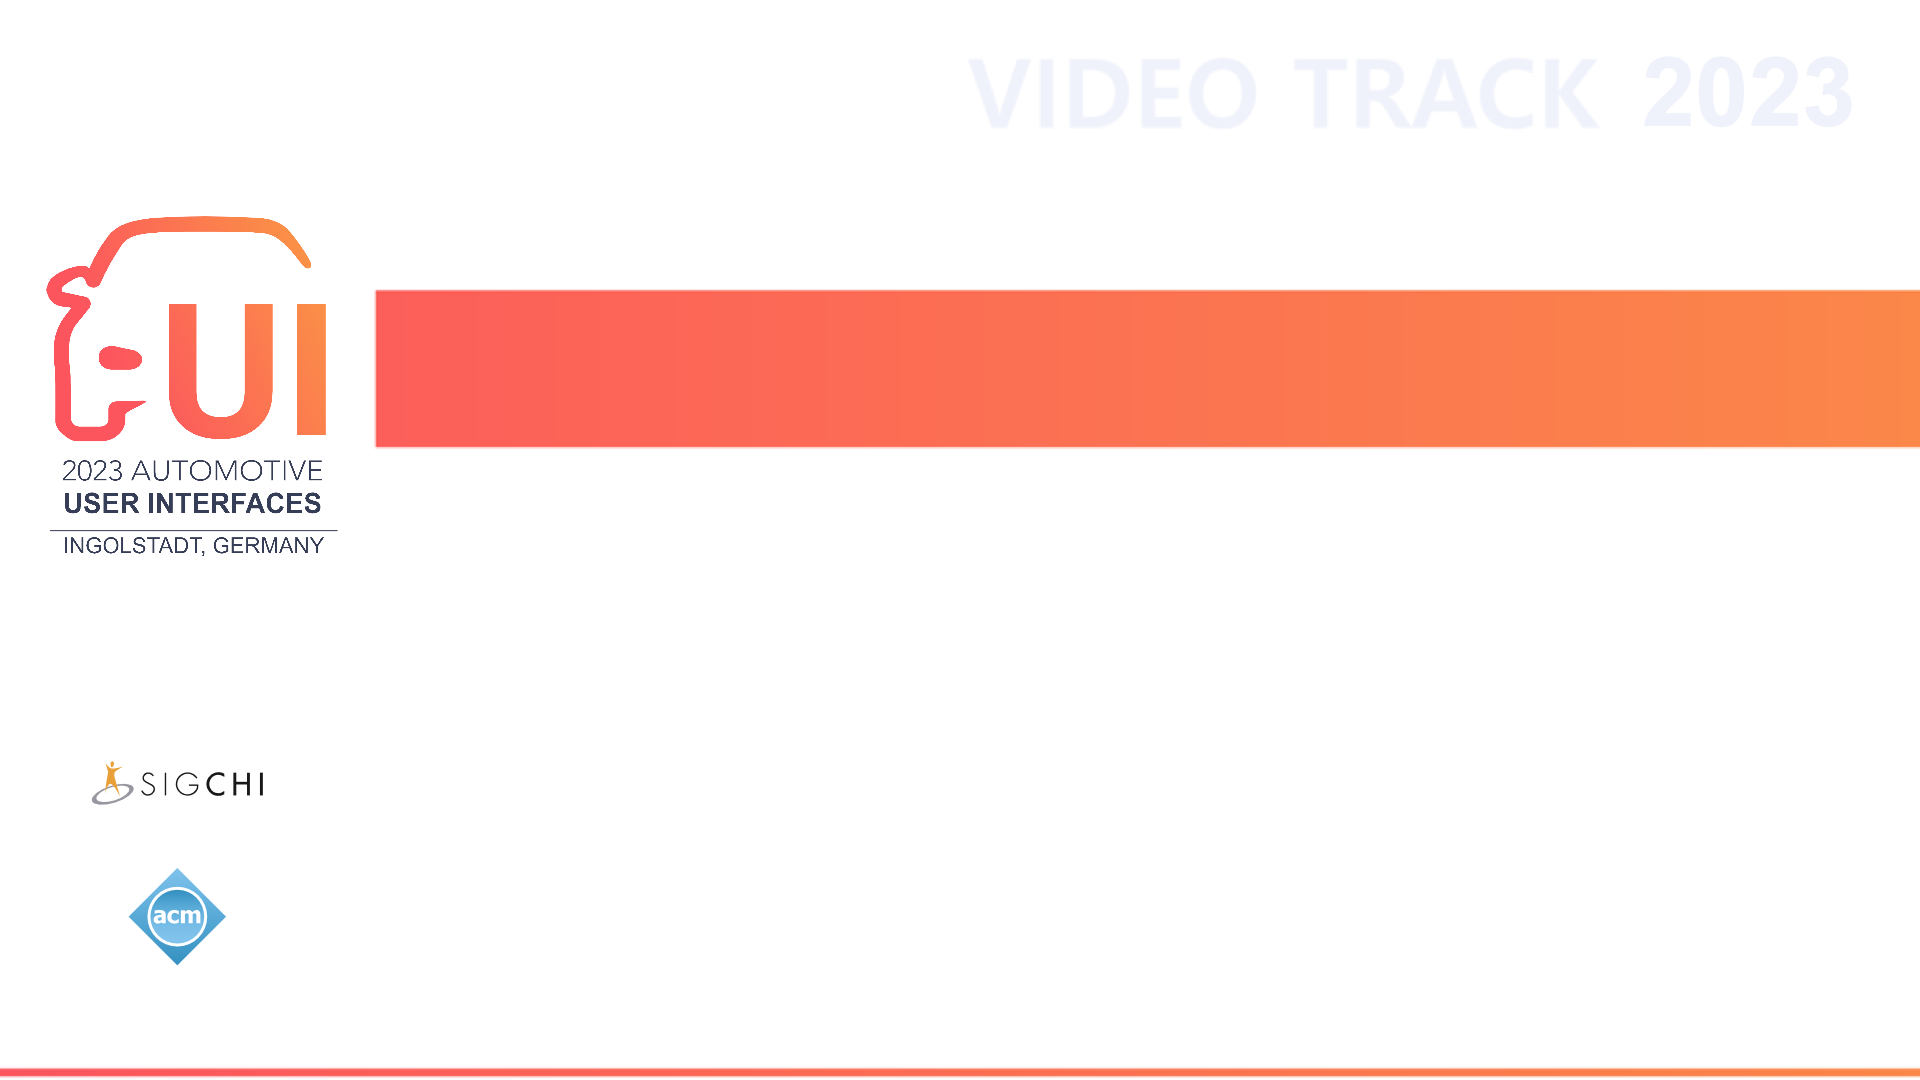 VIDEO TRACK 2023
UI
2023 AUTOMOTIVE
USER INTERFACES
INGOLSTADT, GERMANY
SIGCHI
acm